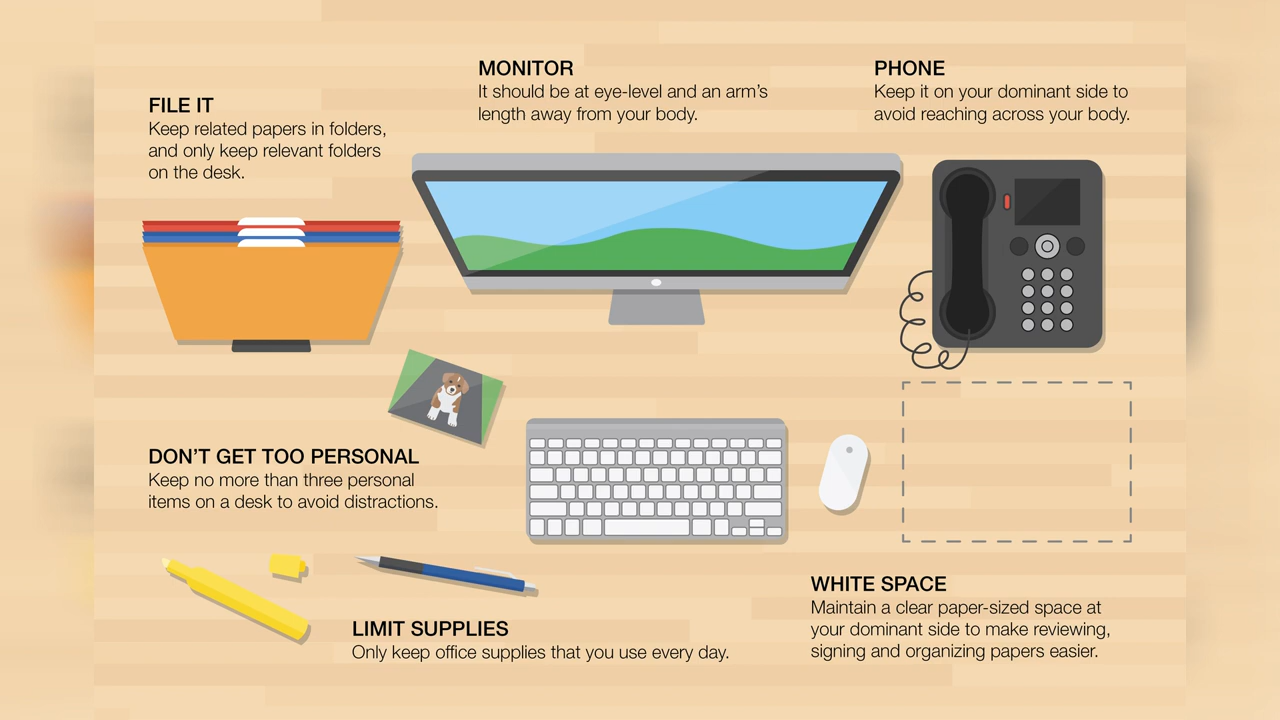 FILE IT
Keep related papers in folders,
and only keep relevant folders
on the desk.
MONITOR
It should be at eye-level and an arm’s
length away from your body.
PHONE
Keep it on your dominant side to
avoid reaching across your body.
DON’T GET TOO PERSONAL
Keep no more than three personal
items on a desk to avoid distractions.
LIMIT SUPPLIES
Only keep office supplies that you use every day.
WHITE SPACE
Maintain a clear paper-sized space at
your dominant side to make reviewing,
signing and organizing papers easier.